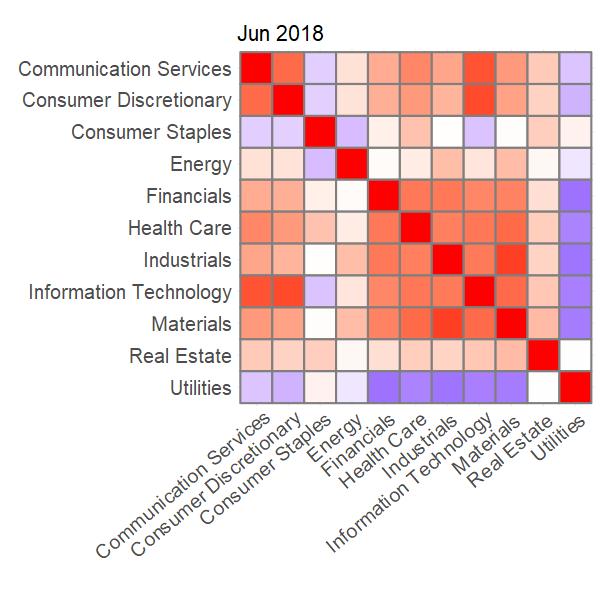 Jun 2018
Communication Services
Consumer Discretionary
Consumer Staples
Energy
Financials
Health Care
Industrials
Information Technology
Materials
Real Estate
Utilities
Communication Services
Consumer Discretionary
Consumer Staples
Energy
Financials
Health Care
Industrials
Information Technology
Materials
Real Estate
Utilities